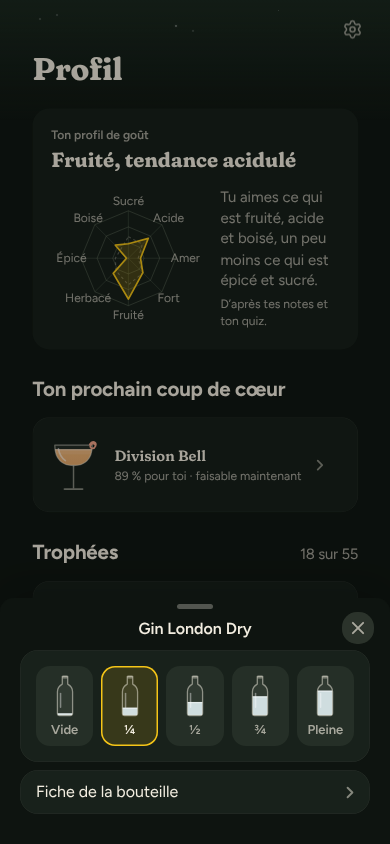 Profil
Ton profil de goût
Fruité, tendance acidulé
Sucré
Boisé
Acide
Épicé
Amer
Herbacé
Fort
Fruité
Tu aimes ce qui
est fruité, acide
et boisé, un peu
moins ce qui est
épicé et sucré.
D'après tes notes et
ton quiz.
Ton prochain coup de cœur
Division Bell
89 % pour toi · faisable maintenant
Trophées
18 sur 55
Gin London Dry
Vide
¼
½
¾
Pleine
Fiche de la bouteille